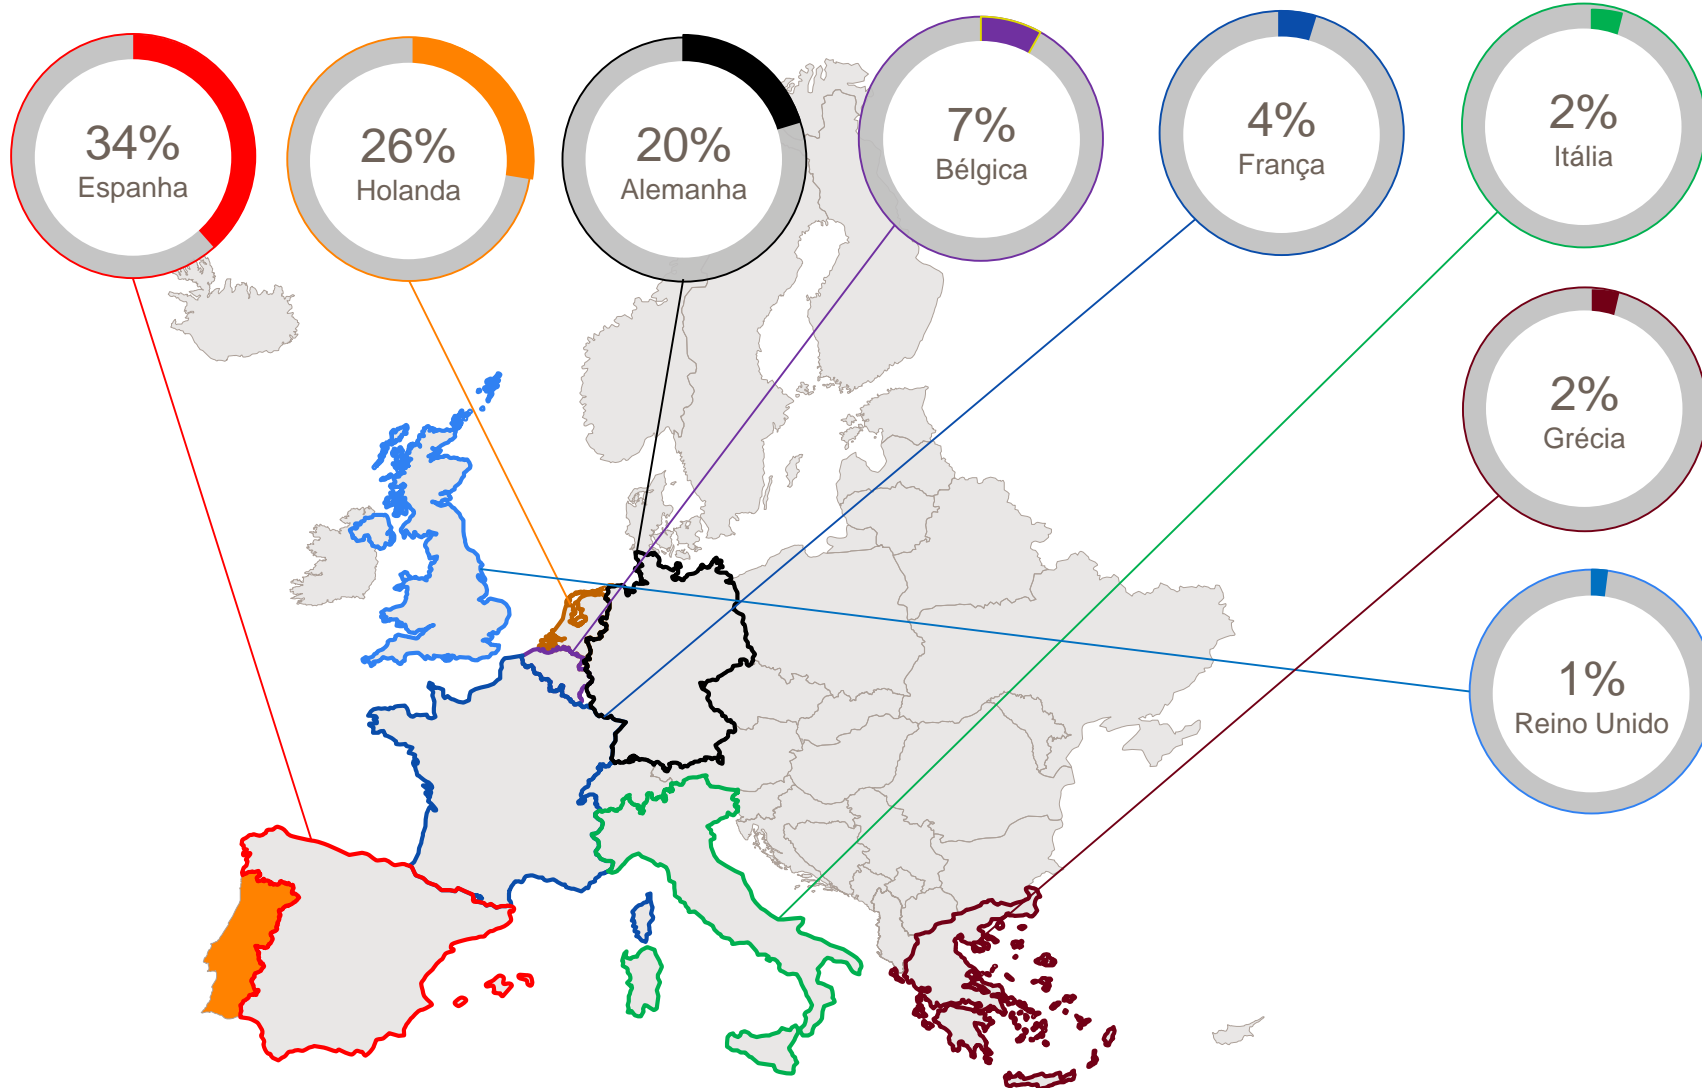 34%
Espanha
26%
Holanda
20%
Alemanha
7%
Bélgica
4%
França
2%
Itália
2%
Grécia
1%
Reino Unido